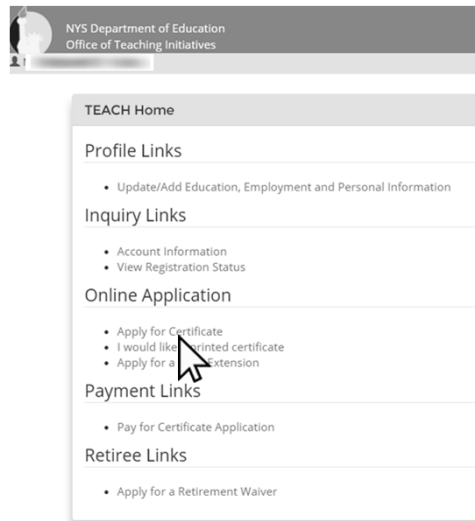 NYS Department of Education
Office of Teaching Initiatives
TEACH Home
Profile Links
• Update/Add Education, Employment and Personal Information
Inquiry Links
• Account Information
• View Registration Status
Online Application
• Apply for Certificate
• I would like printed certificate
• Apply for a Extension
Payment Links
• Pay for Certificate Application
Retiree Links
• Apply for a Retirement Waiver